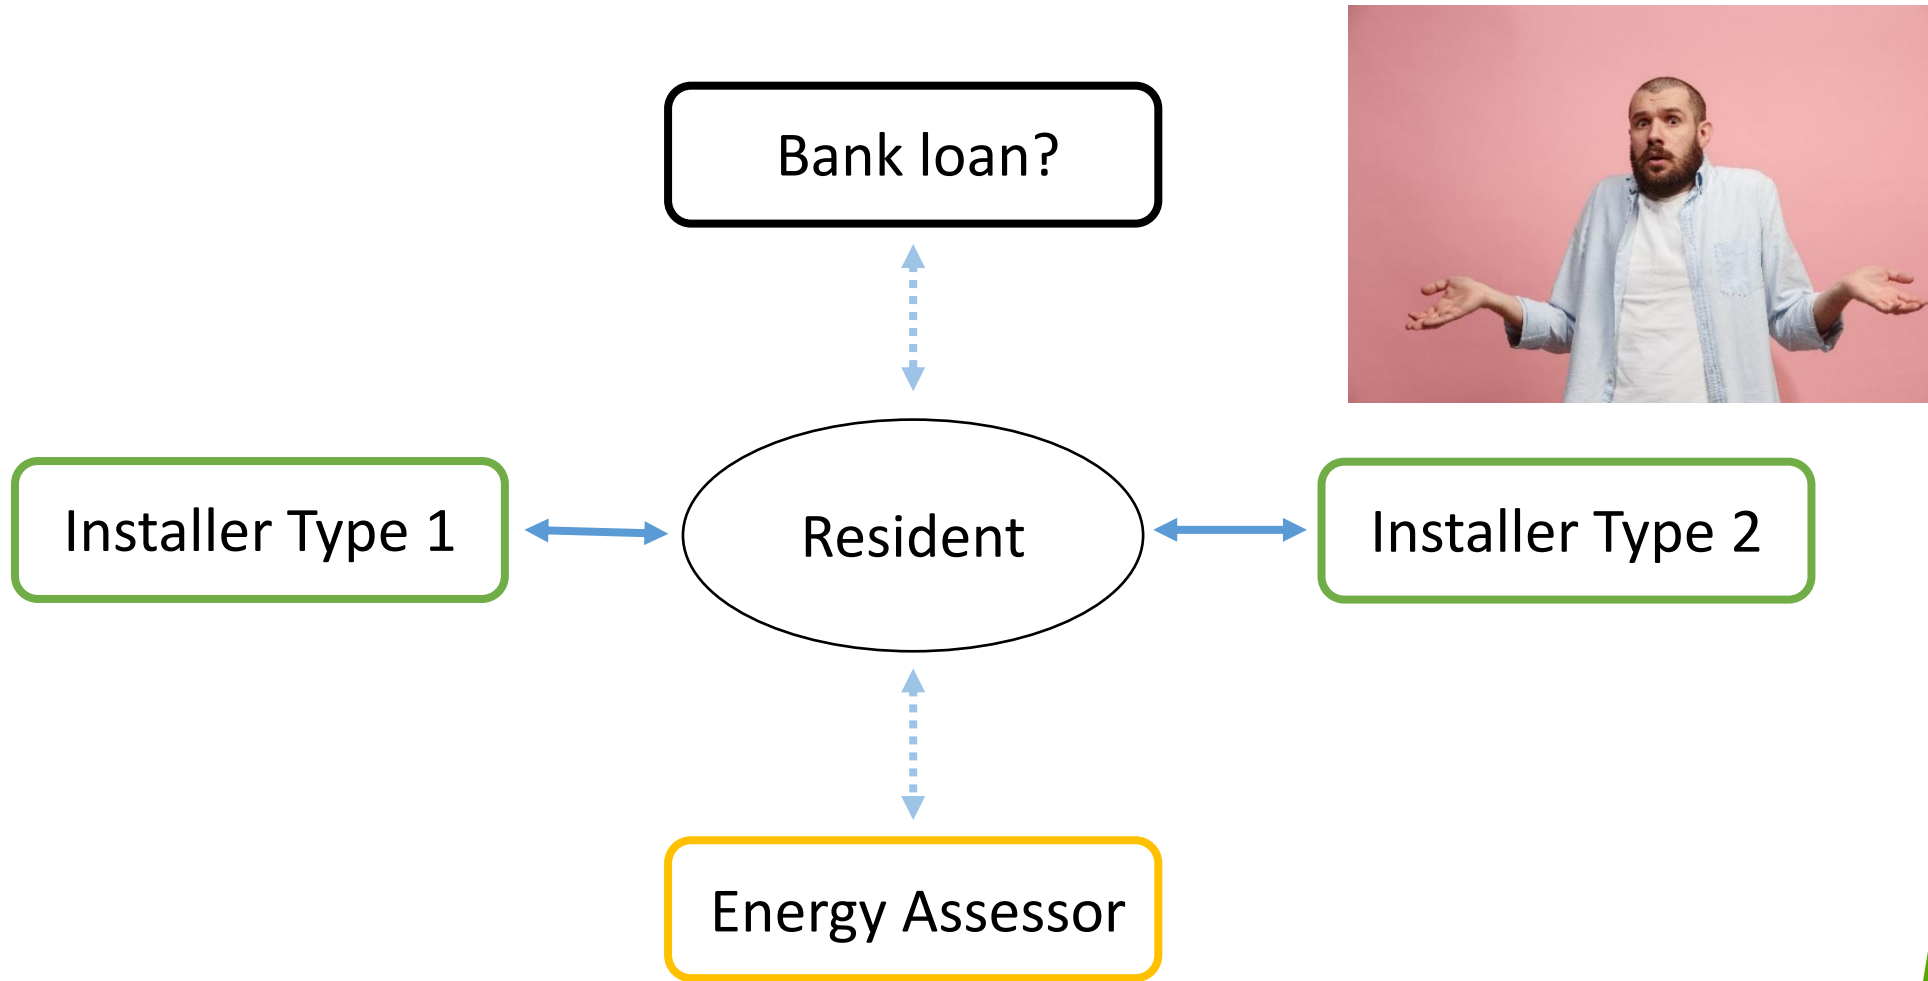 Bank loan?
Installer Type 1
Resident
Installer Type 2
Energy Assessor